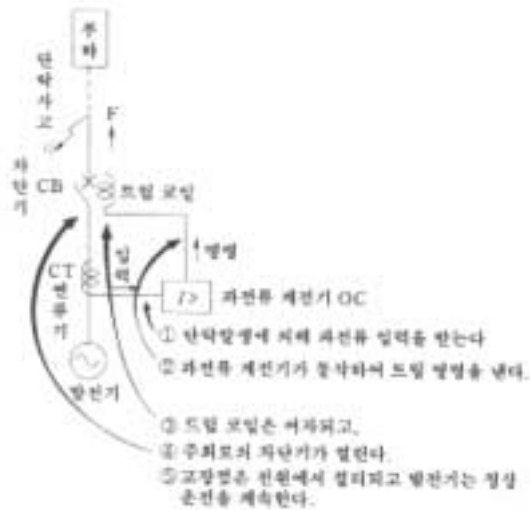 부하
단락사고
F
차단기
CB
트립 코일
명령
CT
변류기
입력
I>
과전류 계전기 OC
발전기
① 단락발생에 의해 과전류 입력을 받는다
② 과전류 계전기가 동작하여 트립 명령을 낸다.
③ 트립 코일은 여자되고,
④ 주회로의 차단기가 열린다.
⑤ 고장점은 전원에서 분리되고 발전기는 정상
운전을 계속한다.